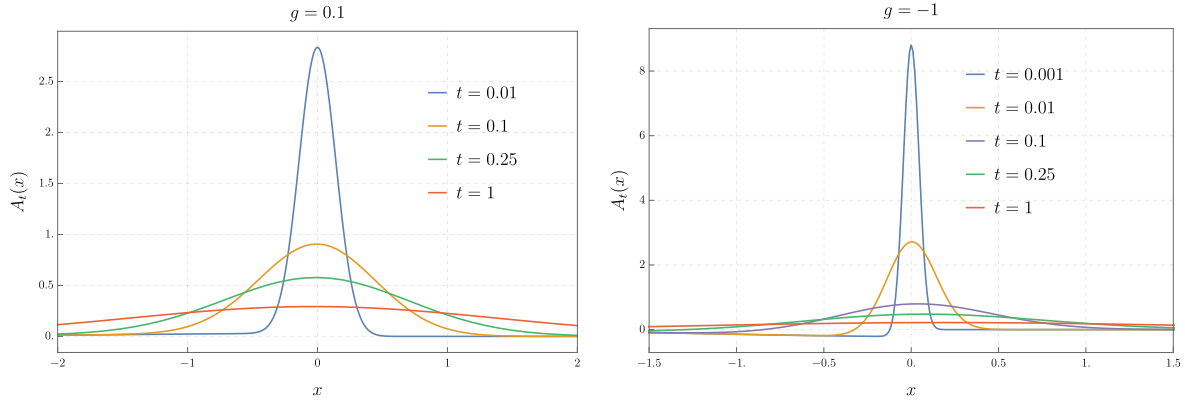 g = 0.1
A_t(x)
2.5
2.
1.5
1.
0.5
0
−2
−1
0
1
2
x
t = 0.01
t = 0.1
t = 0.25
t = 1
g = −1
A_t(x)
8
6
4
2
0
−1.5
−1.
−0.5
0.
0.5
1.
1.5
x
t = 0.001
t = 0.01
t = 0.1
t = 0.25
t = 1